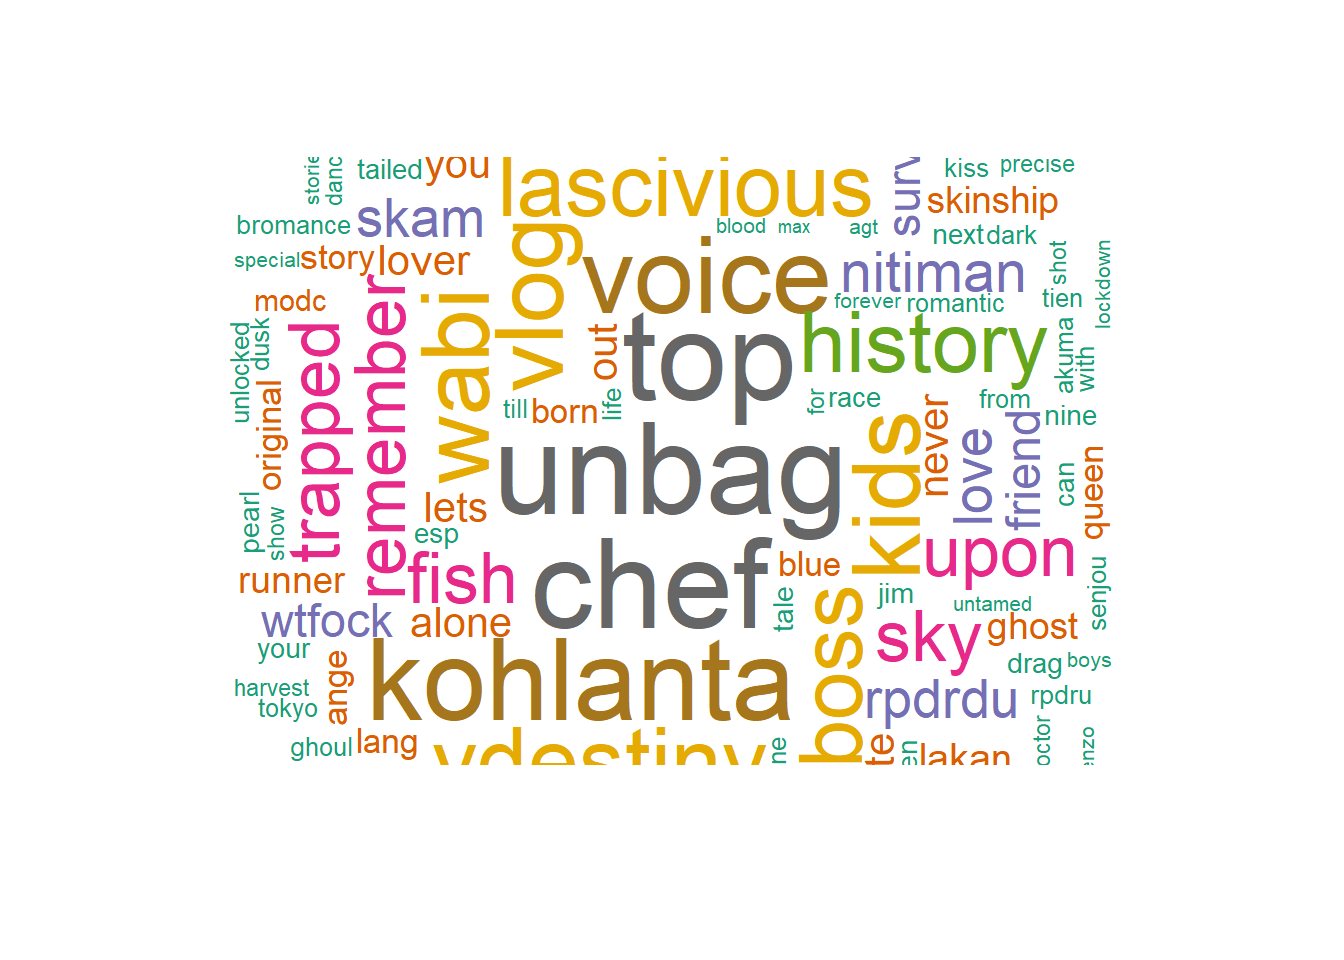 storie
danc
tailed
you
lascivious
surv
kiss
precise
skinship
bromance
skam
blood
max
agt
next
dark
special
story
lover
vlog
voice
nitiman
shot
lockdown
modc
forever
romantic
tien
unlocked
dusk
trapped
remember
wabi
out
top
history
akuma
with
original
till
born
life
for
race
never
from
nine
unbag
kids
love
friend
can
queen
pearl
show
lets
esp
runner
fish
chef
blue
upon
wtfock
alone
tale
boss
jim
untamed
senjou
sky
ghost
your
ange
kohlanta
drag
boys
harvest
tokyo
rpdrdu
rpdru
ghoul
lang
vdestiny
ne
te
en
lakan
octor
enzo